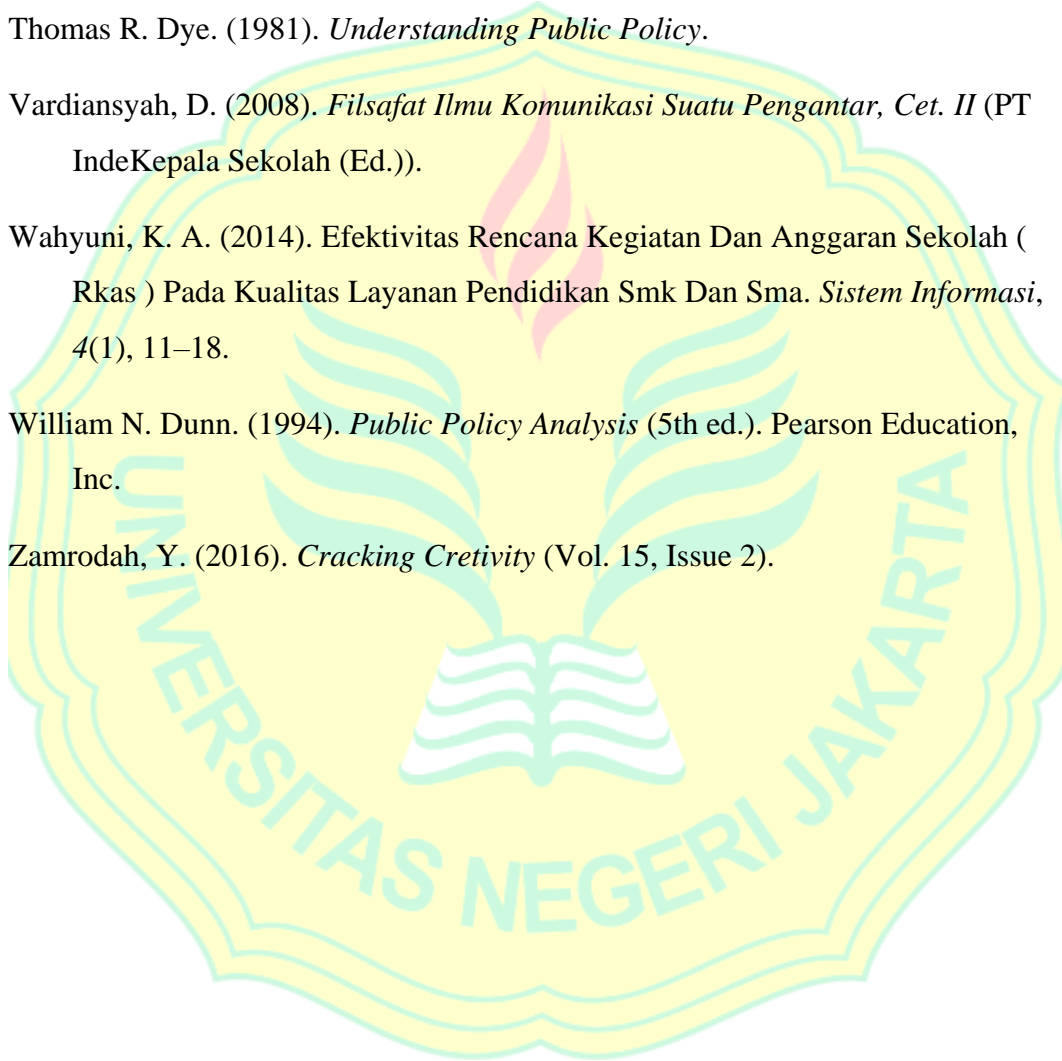 Thomas R. Dye. (1981). Understanding Public Policy.
Vardiansyah, D. (2008). Filsafat Ilmu Komunikasi Suatu Pengantar, Cet. II (PT
IndeKepala Sekolah (Ed.)).
Wahyuni, K. A. (2014). Efektivitas Rencana Kegiatan Dan Anggaran Sekolah (
Rkas ) Pada Kualitas Layanan Pendidikan Smk Dan Sma. Sistem Informasi,
4(1), 11–18.
William N. Dunn. (1994). Public Policy Analysis (5th ed.). Pearson Education,
Inc.
Zamrodah, Y. (2016). Cracking Cretivity (Vol. 15, Issue 2).
UNIVERSITAS NEGERI JAKARTA